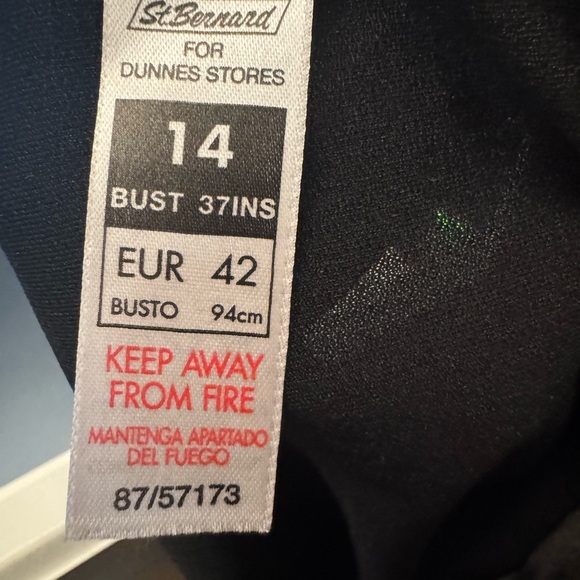 St.Bernard
FOR
DUNNES STORES
14
BUST 37INS
EUR 42
BUSTO 94cm
KEEP AWAY
FROM FIRE
MANTENGA APARTADO
DEL FUEGO
87/57173